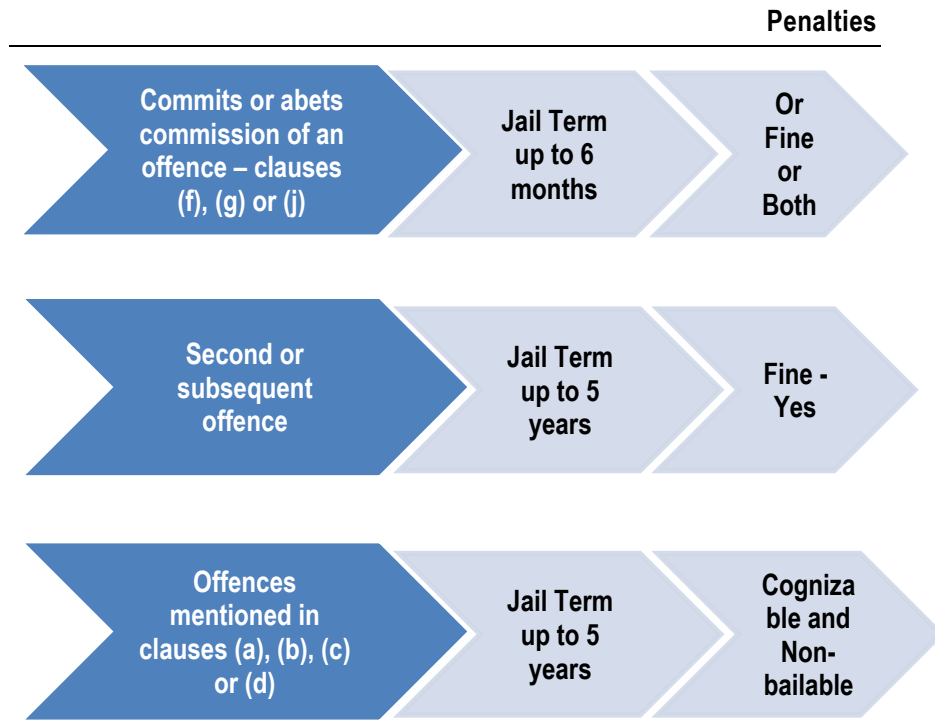 Penalties
Commits or abets
commission of an
offence – clauses
(f), (g) or (j)
Jail Term
up to 6
months
Or
Fine
or
Both
Second or
subsequent
offence
Jail Term
up to 5
years
Fine -
Yes
Offences
mentioned in
clauses (a), (b), (c)
or (d)
Jail Term
up to 5
years
Cogniza
ble and
Non-
bailable